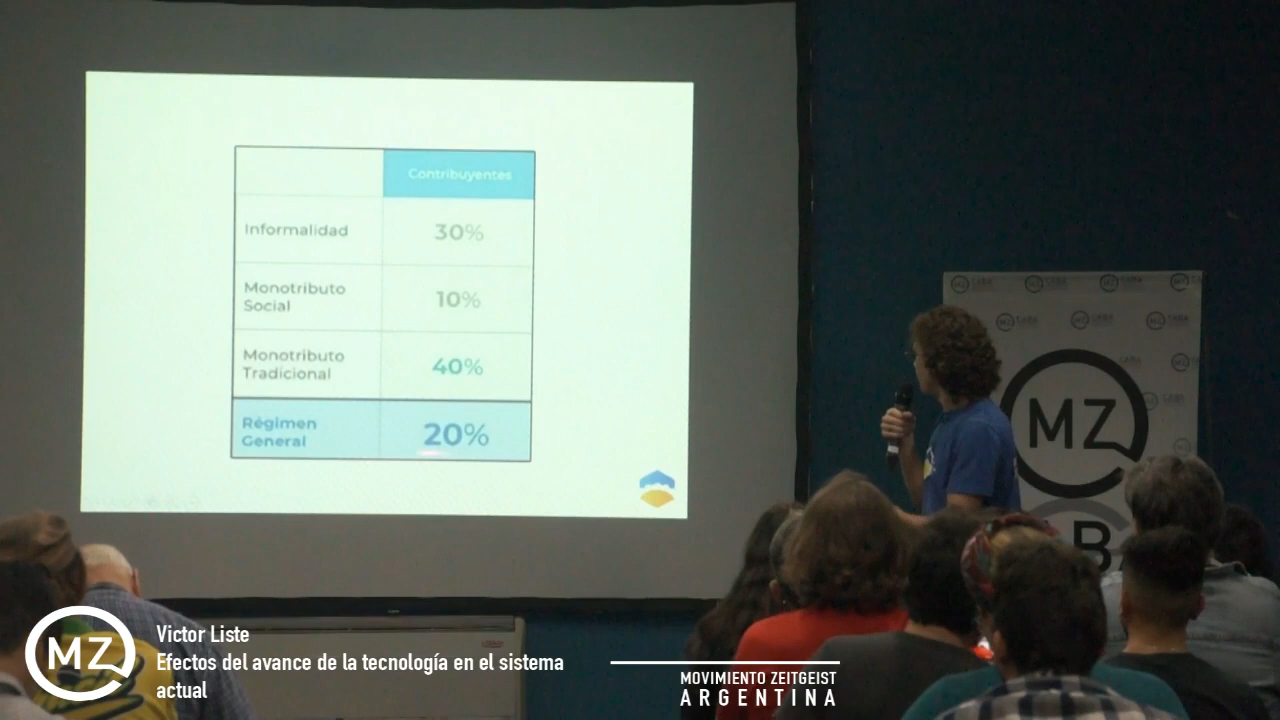 Contribuyentes
Informalidad
30%
Monotributo
Social
10%
Monotributo
Tradicional
40%
Régimen
General
20%
MZ
B
MZ
Victor Liste
Efectos del avance de la tecnología en el sistema
actual
MOVIMIENTO ZEITGEIST
ARGENTINA